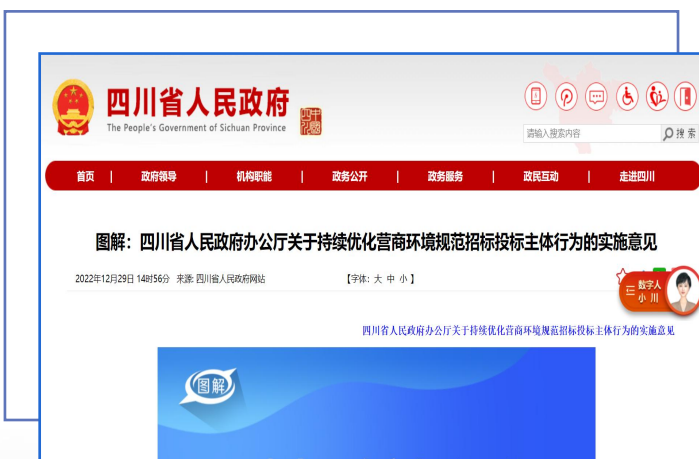 四川省人民政府
The People's Government of Sichuan Province
请输入搜索内容
搜 索
首页 | 政府领导 | 机构职能 | 政务公开 | 政务服务 | 政民互动 | 走进四川
图解：四川省人民政府办公厅关于持续优化营商环境规范招标投标主体行为的实施意见
2022年12月29日 14时56分 来源: 四川省人民政府网站 【字体：大 中 小 】
数字人
小 川
四川省人民政府办公厅关于持续优化营商环境规范招标投标主体行为的实施意见
图解